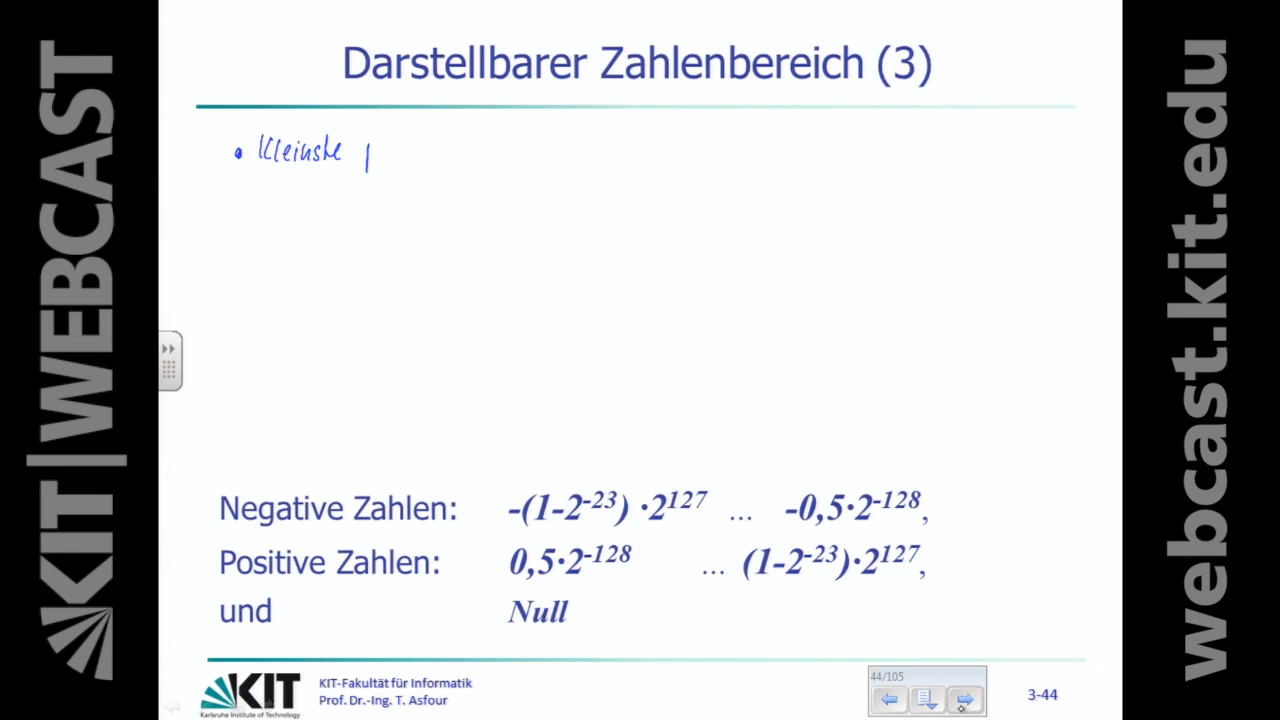 KIT|WEBCAST
Darstellbarer Zahlenbereich (3)
• Kleinste
Negative Zahlen: -(1-2^-23) ·2^127 ... -0,5·2^-128,
Positive Zahlen: 0,5·2^-128 ... (1-2^-23)·2^127,
und Null
KIT
Karlsruhe Institute of Technology
KIT-Fakultät für Informatik
Prof. Dr.-Ing. T. Asfour
44/105
3-44
webcast.kit.edu